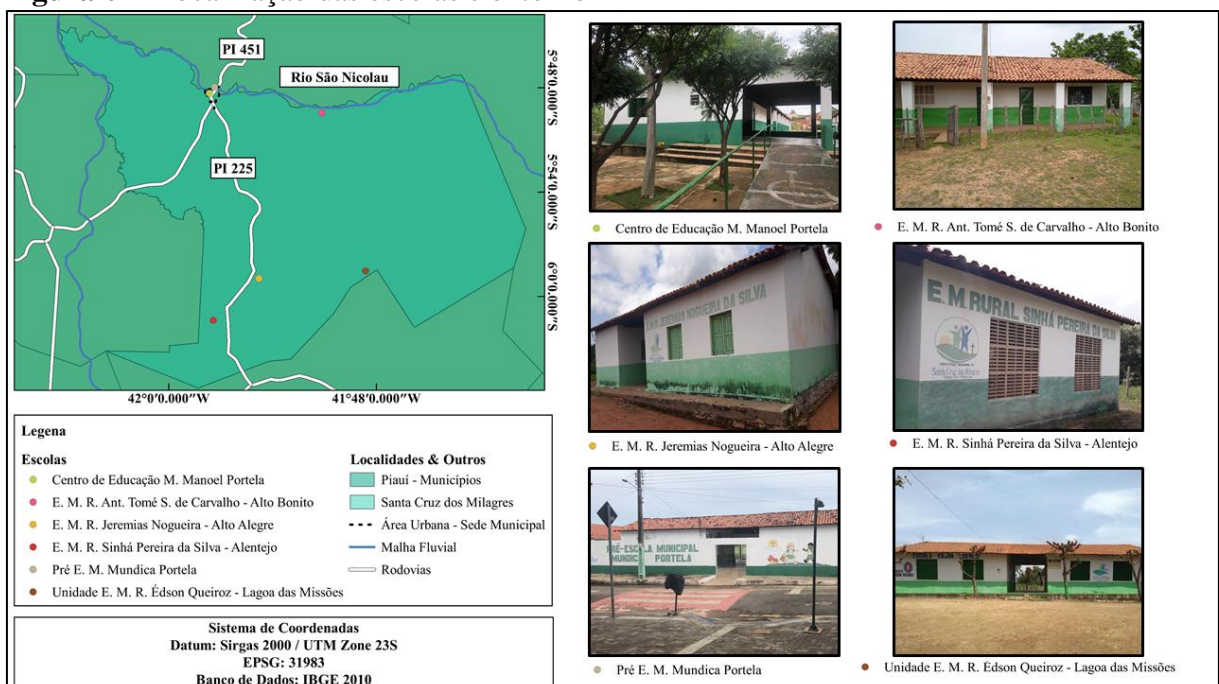 PI 451
Rio São Nicolau
PI 225
5°48'0.000"S
5°54'0.000"S
6°0'0.000"S
42°0'0.000"W
41°48'0.000"W
Legena
Escolas
Centro de Educação M. Manoel Portela
E. M. R. Ant. Tomé S. de Carvalho - Alto Bonito
E. M. R. Jeremias Nogueira - Alto Alegre
E. M. R. Sinhá Pereira da Silva - Alentejo
Pré E. M. Mundica Portela
Unidade E. M. R. Édson Queiroz - Lagoa das Missões
Localidades & Outros
Piauí - Municípios
Santa Cruz dos Milagres
Área Urbana - Sede Municipal
Malha Fluvial
Rodovias
Sistema de Coordenadas
Datum: Sirgas 2000 / UTM Zone 23S
EPSG: 31983
Banco de Dados: IBGE 2010
Centro de Educação M. Manoel Portela
E. M. R. Ant. Tomé S. de Carvalho - Alto Bonito
E.M.R. JEREMIAS NOGUEIRA DA SILVA
E. M. R. Jeremias Nogueira - Alto Alegre
E.M.RURAL SINHÁ PEREIRA DA SILVA
Santa Cruz do Milagres
E. M. R. Sinhá Pereira da Silva - Alentejo
PRÉ-ESCOLA MUNICIPAL
MUNDICA PORTELA
Pré E. M. Mundica Portela
Unidade E. M. R. Édson Queiroz - Lagoa das Missões